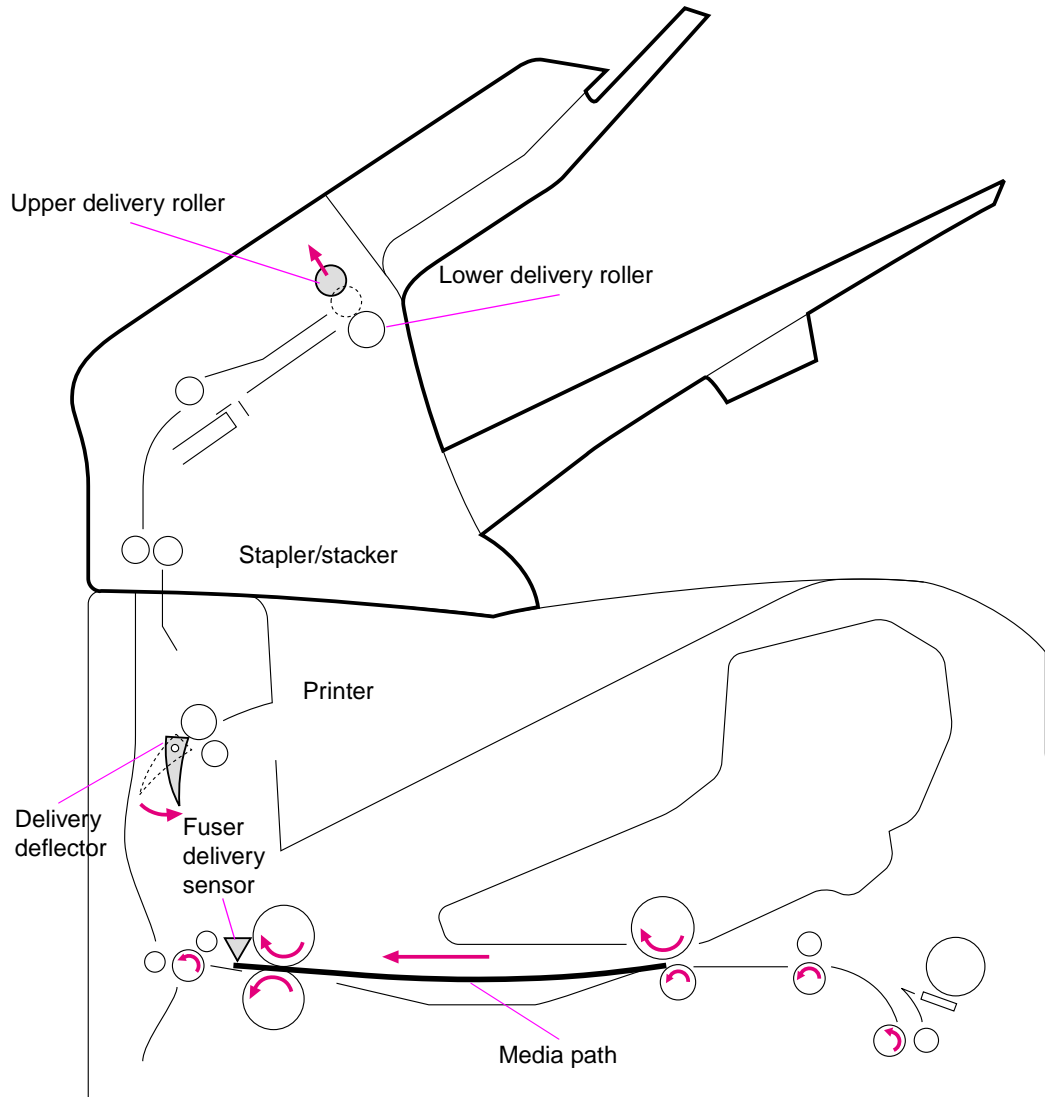 Upper delivery roller
Lower delivery roller
Stapler/stacker
Printer
Delivery
deflector
Fuser
delivery
sensor
Media path